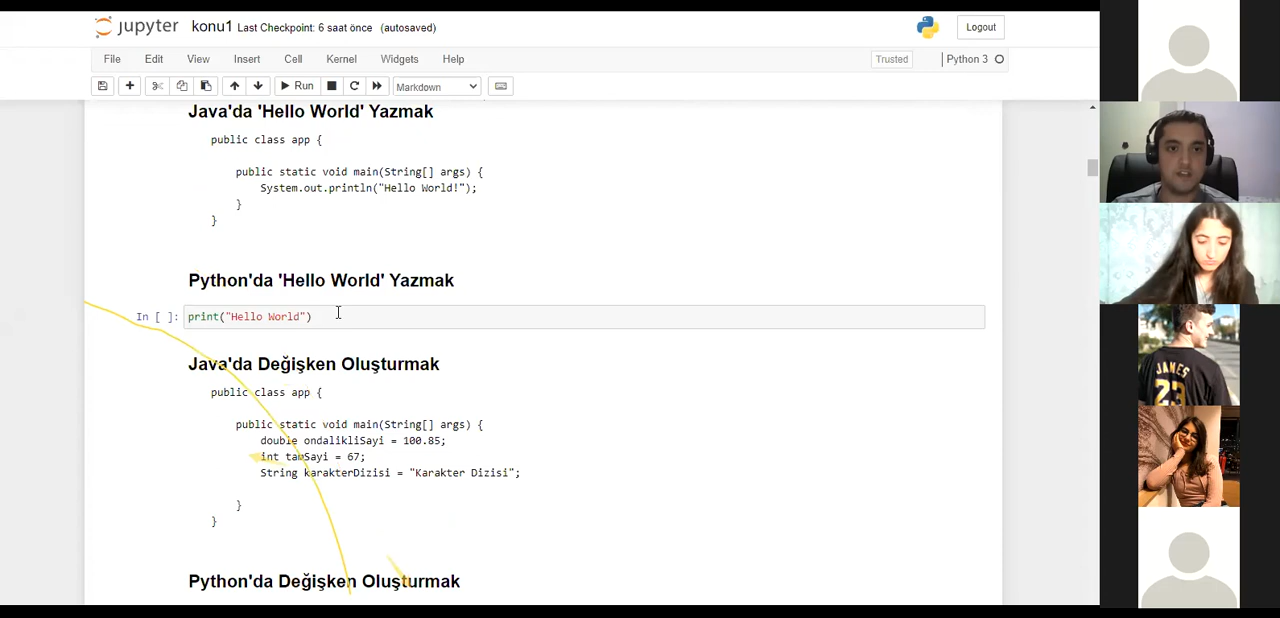 jupyter konu1 Last Checkpoint: 6 saat önce (autosaved) Logout
File Edit View Insert Cell Kernel Widgets Help Trusted Python 3
Run Markdown
Java'da 'Hello World' Yazmak
public class app {
public static void main(String[] args) {
System.out.println("Hello World!");
}
}
Python'da 'Hello World' Yazmak
In [ ]: print("Hello World")
Java'da Değişken Oluşturmak
public class app {
public static void main(String[] args) {
double ondalikliSayi = 100.85;
int tamSayi = 67;
String karakterDizisi = "Karakter Dizisi";
}
}
Python'da Değişken Oluşturmak
JAMES
23